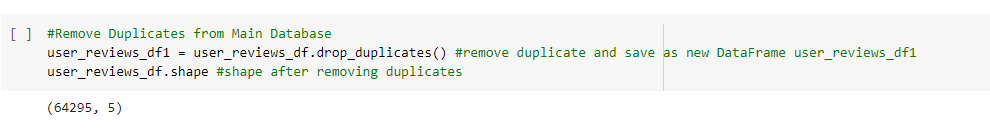 [ ] #Remove Duplicates from Main Database
user_reviews_df1 = user_reviews_df.drop_duplicates() #remove duplicate and save as new DataFrame user_reviews_df1
user_reviews_df.shape #shape after removing duplicates
(64295, 5)